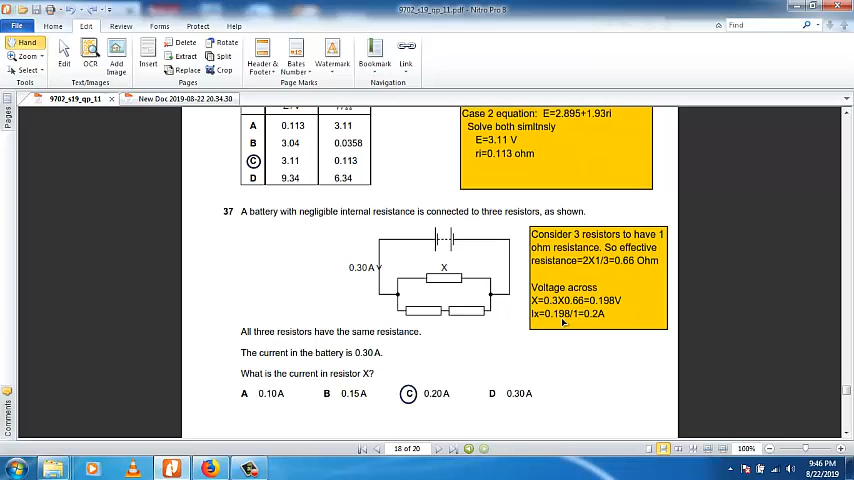 9702_s19_qp_11.pdf - Nitro Pro 8
File
Home
Edit
Review
Forms
Protect
Help
Find
Hand
Zoom
Select
Tools
Edit
OCR
Add
Image
Text/Images
Insert
Delete
Extract
Replace
Rotate
Split
Crop
Pages
Header &
Footer
Bates
Number
Watermark
Page Marks
Bookmark
Link
Links
9702_s19_qp_11
New Doc 2019-08-22 20.34.30
Pages
Comments
A 0.113 3.11
B 3.04 0.0358
C 3.11 0.113
D 9.34 6.34
Case 2 equation: E=2.895+1.93ri
Solve both simltnsly
E=3.11 V
ri=0.113 ohm
37 A battery with negligible internal resistance is connected to three resistors, as shown.
0.30 A
X
Consider 3 resistors to have 1
ohm resistance. So effective
resistance=2X1/3=0.66 Ohm
Voltage across
X=0.3X0.66=0.198V
Ix=0.198/1=0.2A
All three resistors have the same resistance.
The current in the battery is 0.30 A.
What is the current in resistor X?
A 0.10 A B 0.15 A C 0.20 A D 0.30 A
18 of 20
100%
9:46 PM
8/22/2019